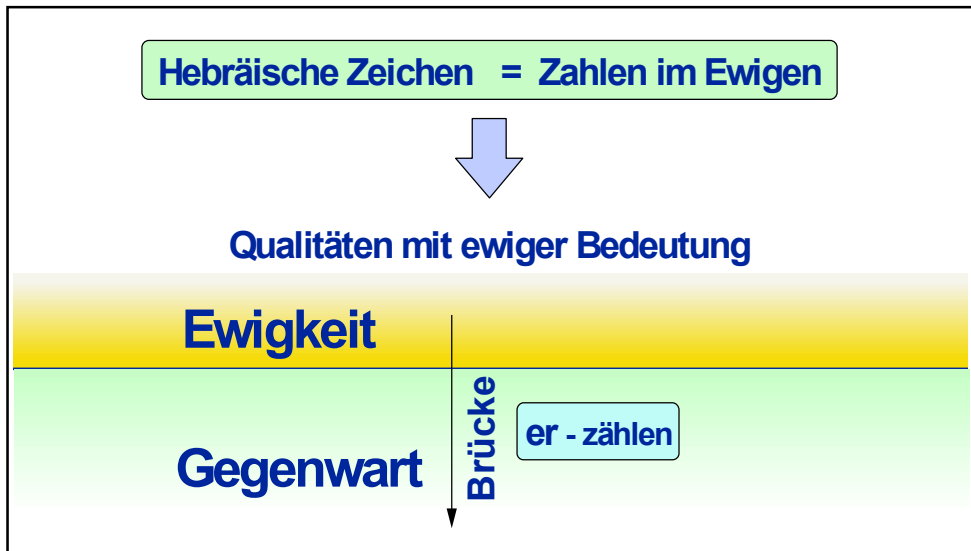 Hebräische Zeichen = Zahlen im Ewigen
Qualitäten mit ewiger Bedeutung
Ewigkeit
Brücke
er - zählen
Gegenwart